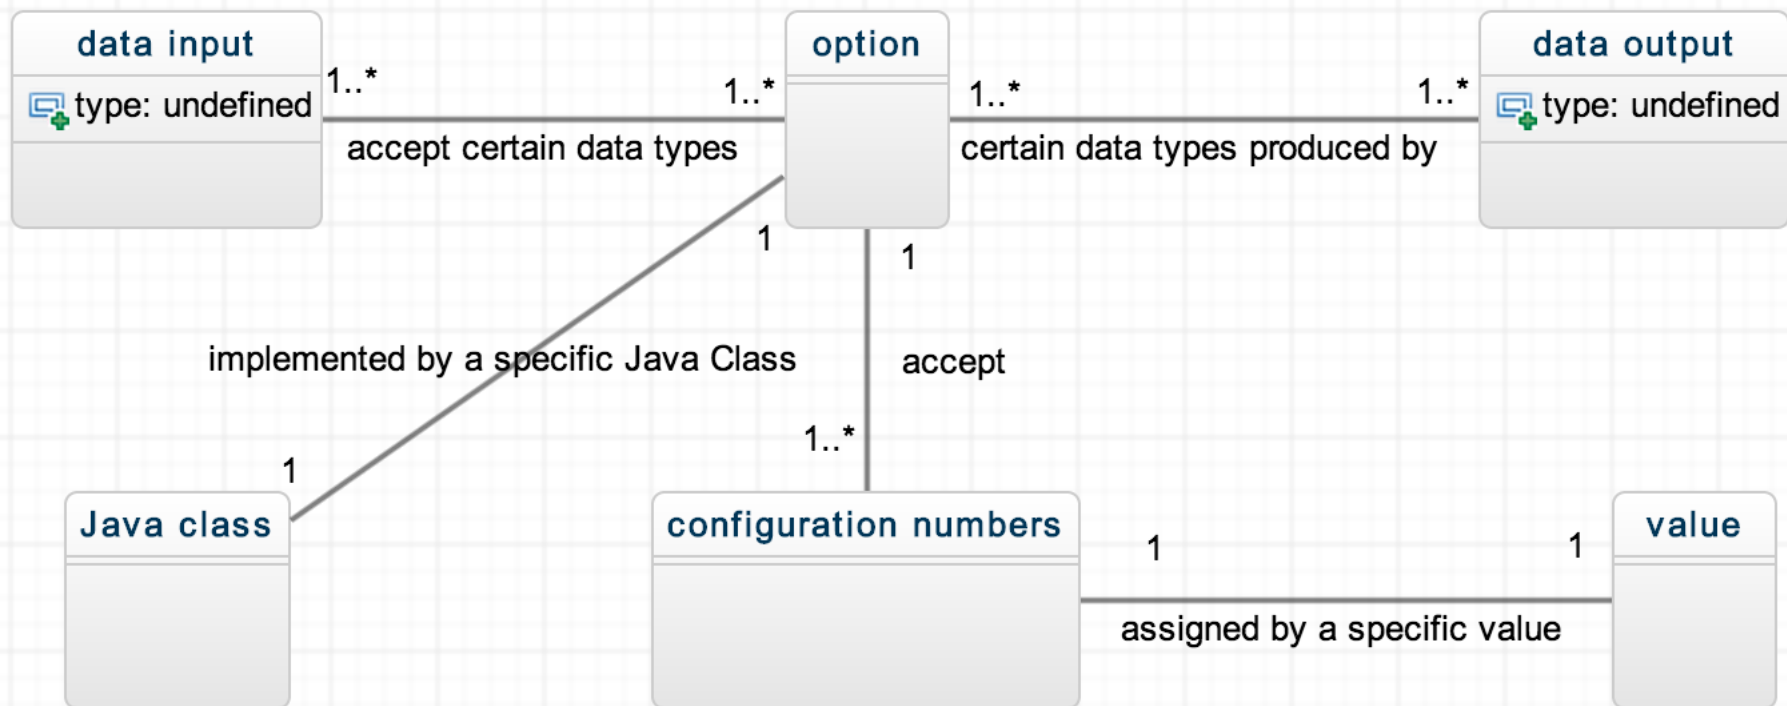 data input
type: undefined
1..*
1..*
accept certain data types
option
1..*
1..*
certain data types produced by
data output
type: undefined
1
1
implemented by a specific Java Class
accept
1
1..*
Java class
configuration numbers
1
1
assigned by a specific value
value